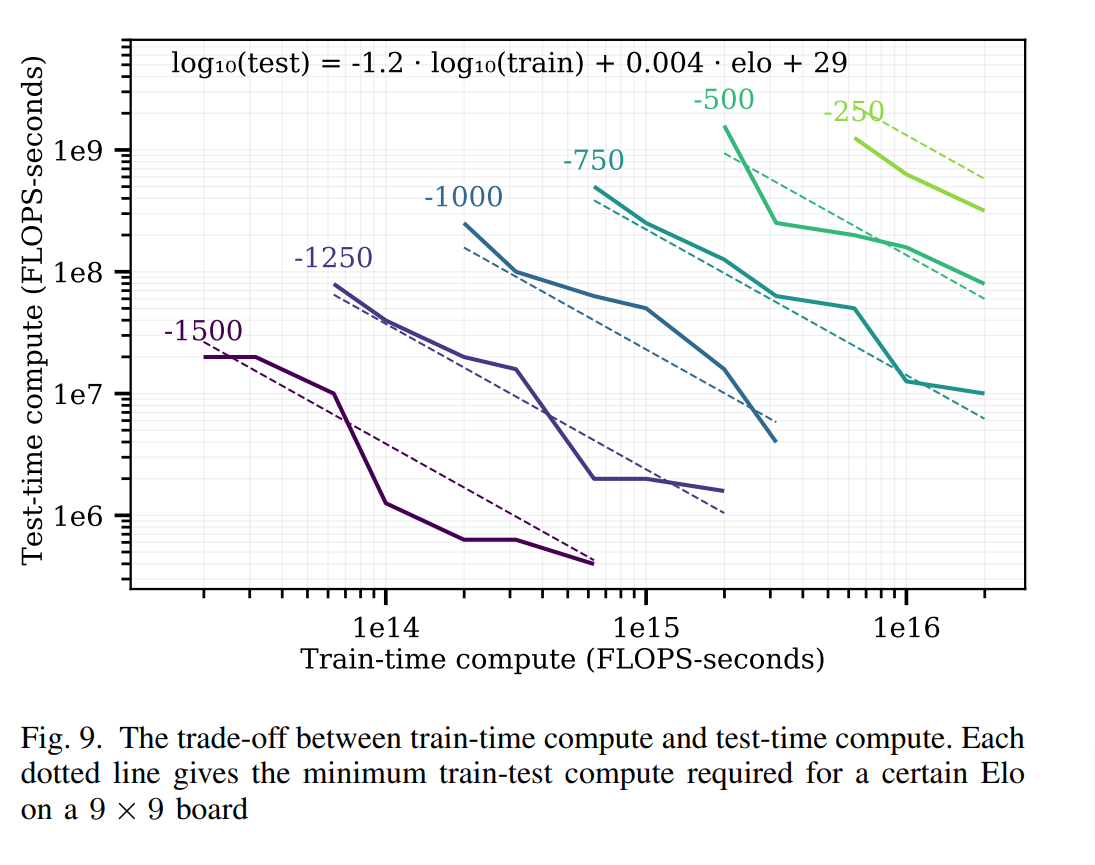 log₁₀(test) = -1.2 · log₁₀(train) + 0.004 · elo + 29
-500
-250
-750
-1000
-1250
-1500
Test-time compute (FLOPS-seconds)
1e9
1e8
1e7
1e6
1e14
1e15
1e16
Train-time compute (FLOPS-seconds)
Fig. 9. The trade-off between train-time compute and test-time compute. Each
dotted line gives the minimum train-test compute required for a certain Elo
on a 9 × 9 board